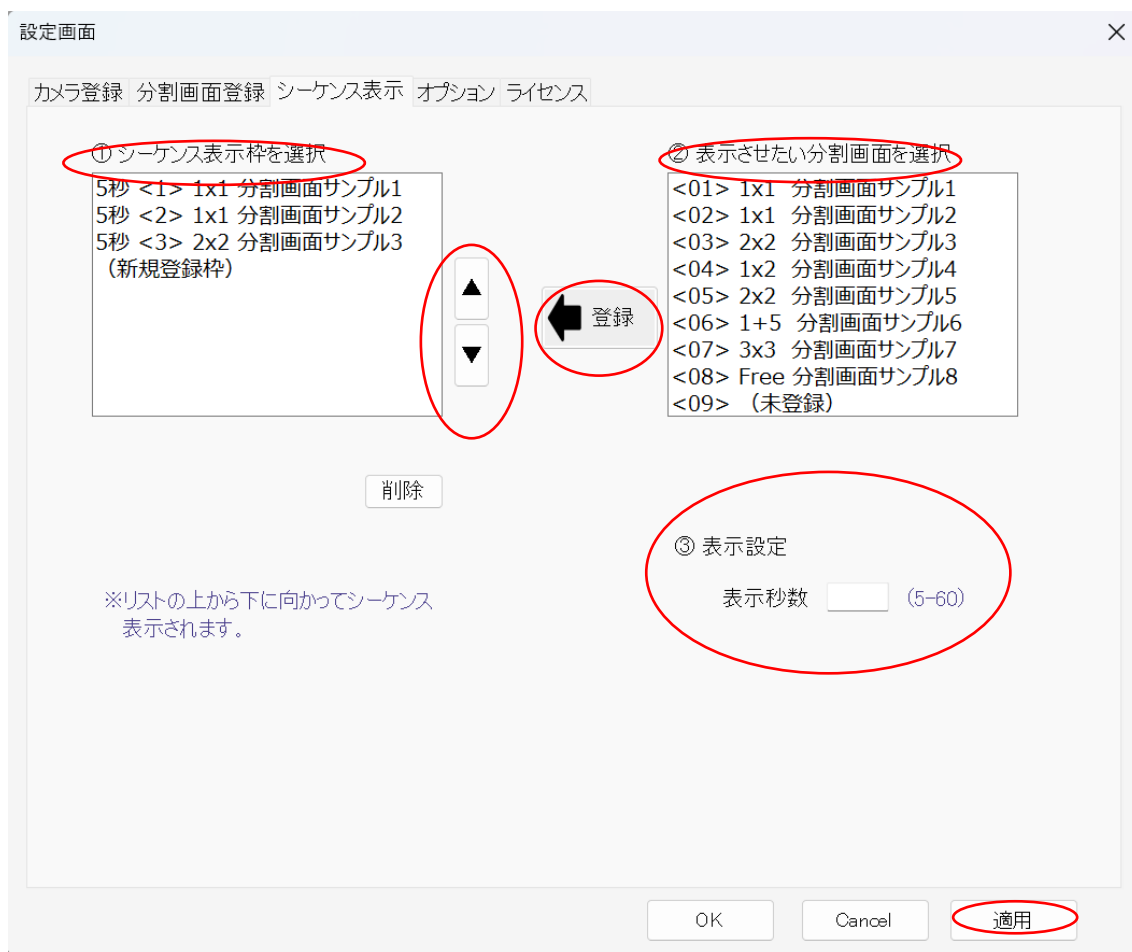 設定画面
カメラ登録 分割画面登録 シーケンス表示 オプション ライセンス
① シーケンス表示枠を選択
5秒 <1> 1x1 分割画面サンプル1
5秒 <2> 1x1 分割画面サンプル2
5秒 <3> 2x2 分割画面サンプル3
（新規登録枠）
▲
▼
登録
② 表示させたい分割画面を選択
<01> 1x1 分割画面サンプル1
<02> 1x1 分割画面サンプル2
<03> 2x2 分割画面サンプル3
<04> 1x2 分割画面サンプル4
<05> 2x2 分割画面サンプル5
<06> 1+5 分割画面サンプル6
<07> 3x3 分割画面サンプル7
<08> Free 分割画面サンプル8
<09> （未登録）
削除
※リストの上から下に向かってシーケンス
表示されます。
③ 表示設定
表示秒数 (5-60)
OK Cancel 適用